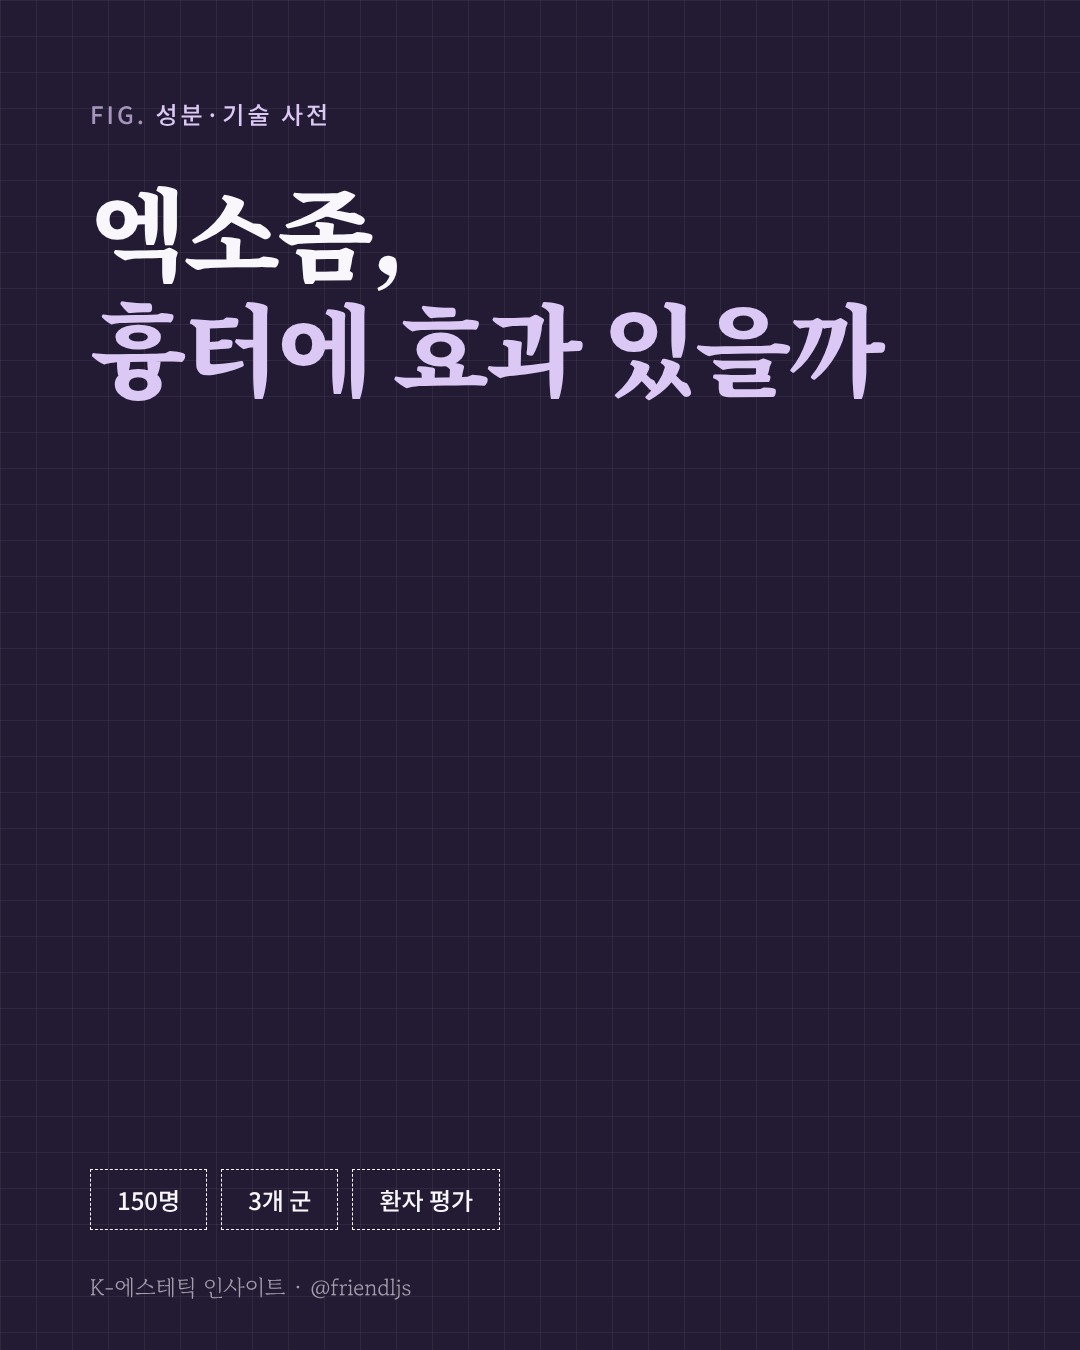 FIG. 성분·기술 사전
엑소좀,
흉터에 효과 있을까
150명
3개 군
환자 평가
K-에스테틱 인사이트 · @friendljs